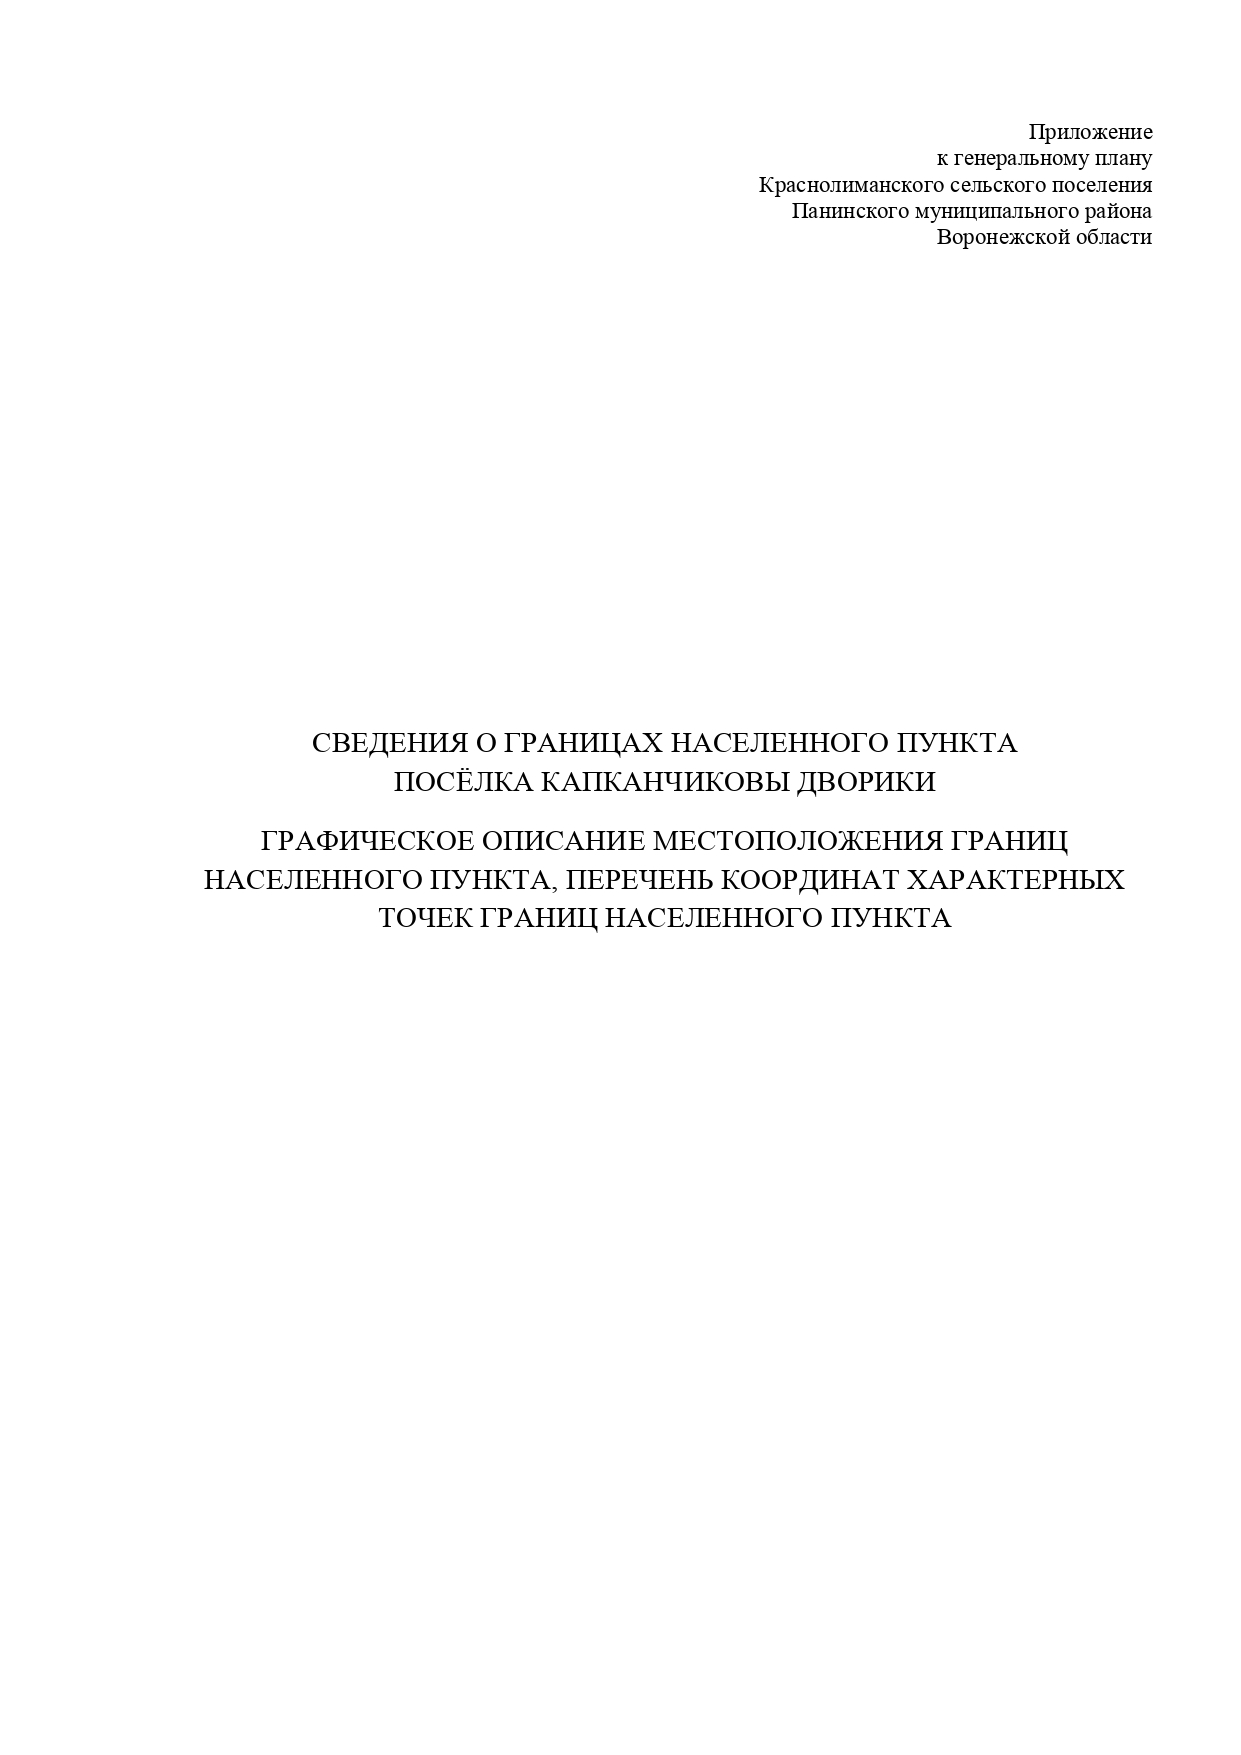 Приложение
к генеральному плану
Краснолиманского сельского поселения
Панинского муниципального района
Воронежской области
СВЕДЕНИЯ О ГРАНИЦАХ НАСЕЛЕННОГО ПУНКТА
ПОСЁЛКА КАПКАНЧИКОВЫ ДВОРИКИ
ГРАФИЧЕСКОЕ ОПИСАНИЕ МЕСТОПОЛОЖЕНИЯ ГРАНИЦ
НАСЕЛЕННОГО ПУНКТА, ПЕРЕЧЕНЬ КООРДИНАТ ХАРАКТЕРНЫХ
ТОЧЕК ГРАНИЦ НАСЕЛЕННОГО ПУНКТА